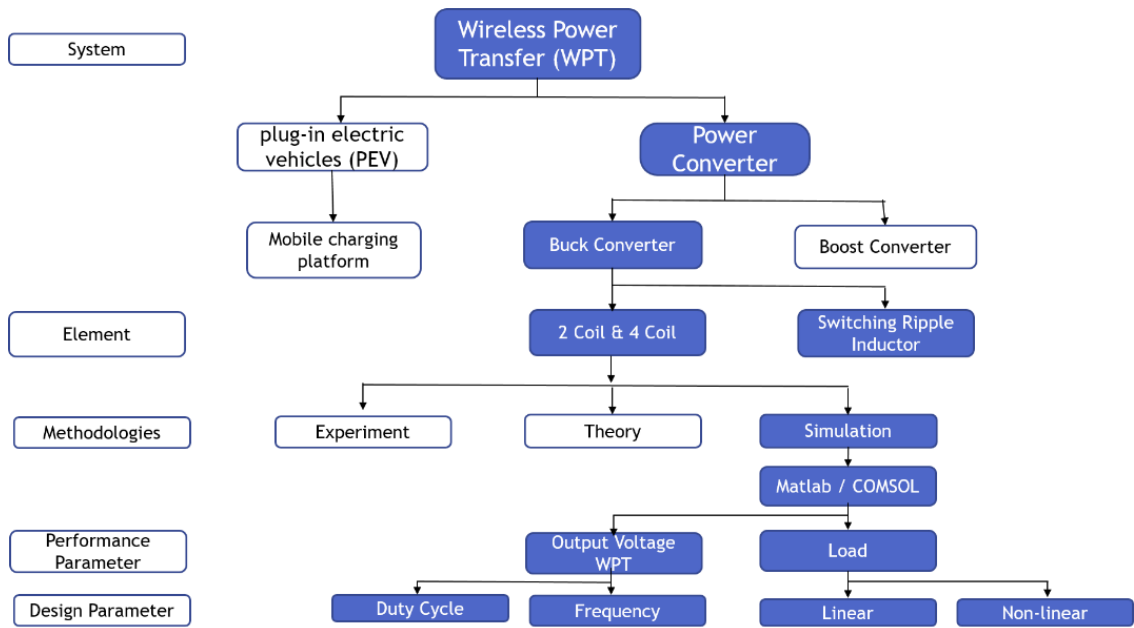 System
Wireless Power
Transfer (WPT)
plug-in electric
vehicles (PEV)
Power
Converter
Mobile charging
platform
Buck Converter
Boost Converter
Element
2 Coil & 4 Coil
Switching Ripple
Inductor
Methodologies
Experiment
Theory
Simulation
Matlab / COMSOL
Performance
Parameter
Output Voltage
WPT
Load
Design Parameter
Duty Cycle
Frequency
Linear
Non-linear